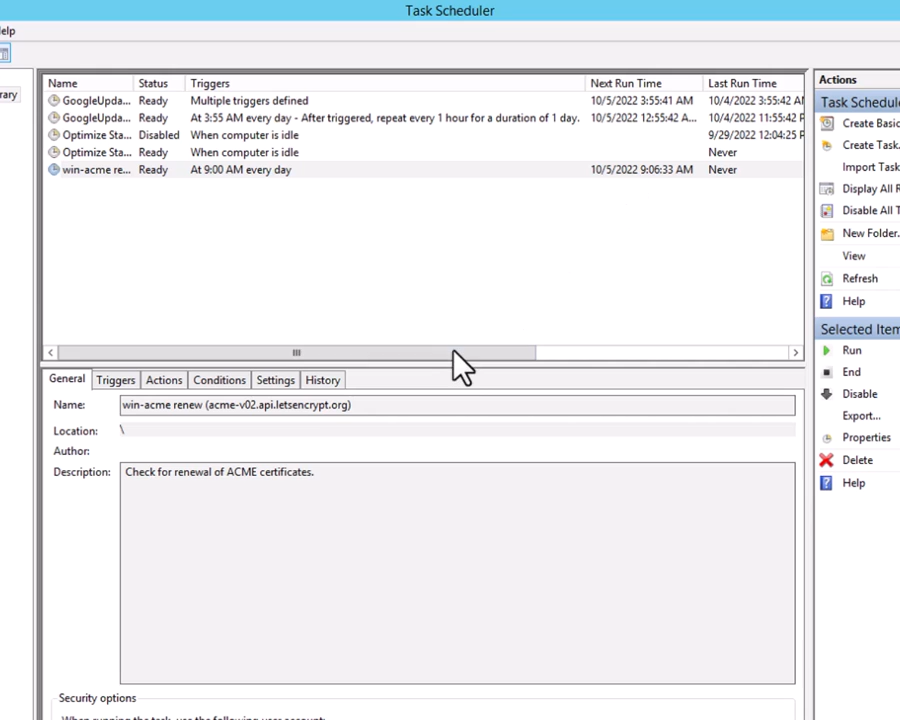 Task Scheduler
elp
rary
Name Status Triggers Next Run Time Last Run Time
GoogleUpda... Ready Multiple triggers defined 10/5/2022 3:55:41 AM 10/4/2022 3:55:42 AM
GoogleUpda... Ready At 3:55 AM every day - After triggered, repeat every 1 hour for a duration of 1 day. 10/5/2022 12:55:42 A... 10/4/2022 11:55:42 P
Optimize Sta... Disabled When computer is idle 9/29/2022 12:04:25 P
Optimize Sta... Ready When computer is idle Never
win-acme re... Ready At 9:00 AM every day 10/5/2022 9:06:33 AM Never
General Triggers Actions Conditions Settings History
Name: win-acme renew (acme-v02.api.letsencrypt.org)
Location: \
Author:
Description: Check for renewal of ACME certificates.
Security options
When running the task, use the following user account:
Actions
Task Schedule
Create Basic
Create Task.
Import Task
Display All R
Disable All T
New Folder.
View
Refresh
Help
Selected Item
Run
End
Disable
Export...
Properties
Delete
Help